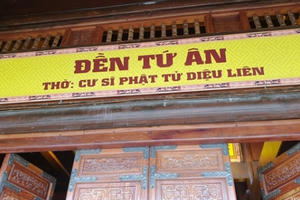 ĐỀN TỨ ÂN
THỜ: CƯ SĨ PHẬT TỬ DIỆU LIÊN